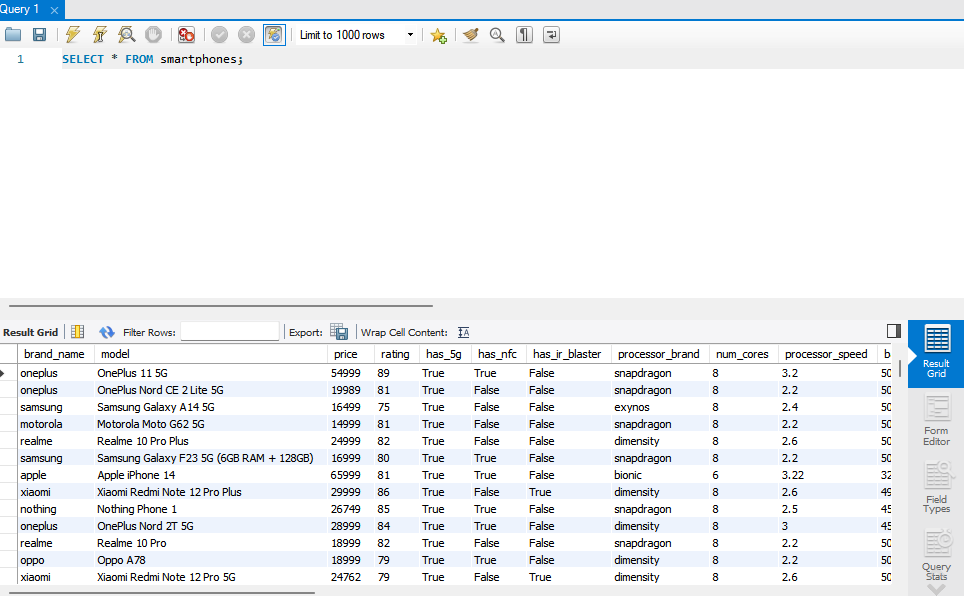 Query 1
Limit to 1000 rows
1 SELECT * FROM smartphones;
Result Grid Filter Rows: Export: Wrap Cell Content: IA
brand_name model price rating has_5g has_nfc has_ir_blaster processor_brand num_cores processor_speed b
oneplus OnePlus 11 5G 54999 89 True True False snapdragon 8 3.2 50
oneplus OnePlus Nord CE 2 Lite 5G 19989 81 True False False snapdragon 8 2.2 50
samsung Samsung Galaxy A14 5G 16499 75 True False False exynos 8 2.4 50
motorola Motorola Moto G62 5G 14999 81 True False False snapdragon 8 2.2 50
realme Realme 10 Pro Plus 24999 82 True False False dimensity 8 2.6 50
samsung Samsung Galaxy F23 5G (6GB RAM + 128GB) 16999 80 True True False snapdragon 8 2.2 50
apple Apple iPhone 14 65999 81 True True False bionic 6 3.22 32
xiaomi Xiaomi Redmi Note 12 Pro Plus 29999 86 True False True dimensity 8 2.6 49
nothing Nothing Phone 1 26749 85 True True False snapdragon 8 2.5 45
oneplus OnePlus Nord 2T 5G 28999 84 True True False dimensity 8 3 45
realme Realme 10 Pro 18999 82 True False False snapdragon 8 2.2 50
oppo Oppo A78 18999 79 True True False dimensity 8 2.2 50
xiaomi Xiaomi Redmi Note 12 Pro 5G 24762 79 True False True dimensity 8 2.6 50
Result
Grid
Form
Editor
Field
Types
Query
Stats